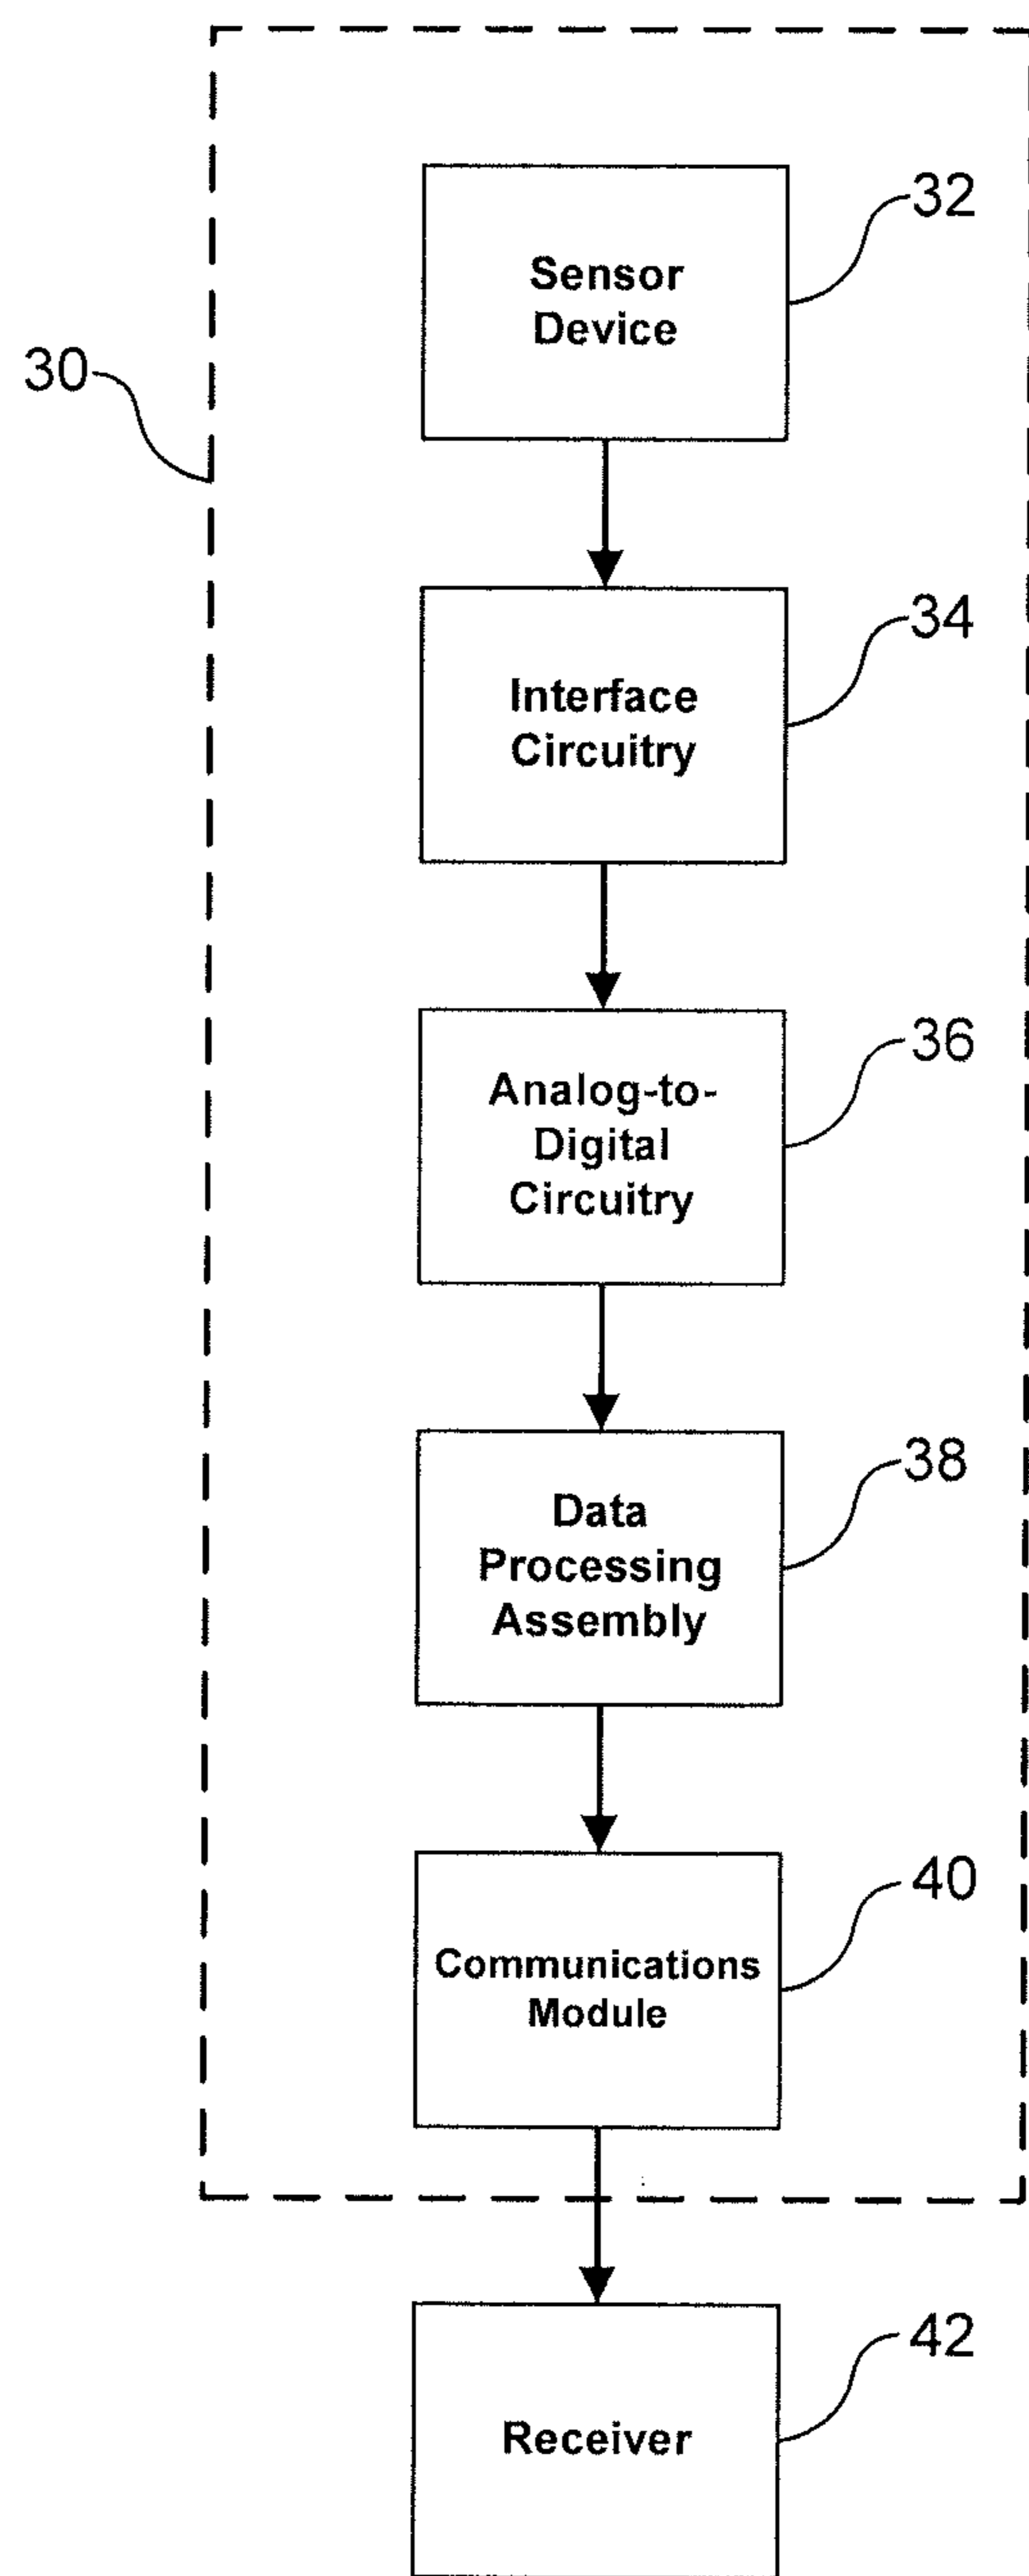 32
Sensor
Device
30
34
Interface
Circuitry
36
Analog-to-
Digital
Circuitry
38
Data
Processing
Assembly
40
Communications
Module
42
Receiver